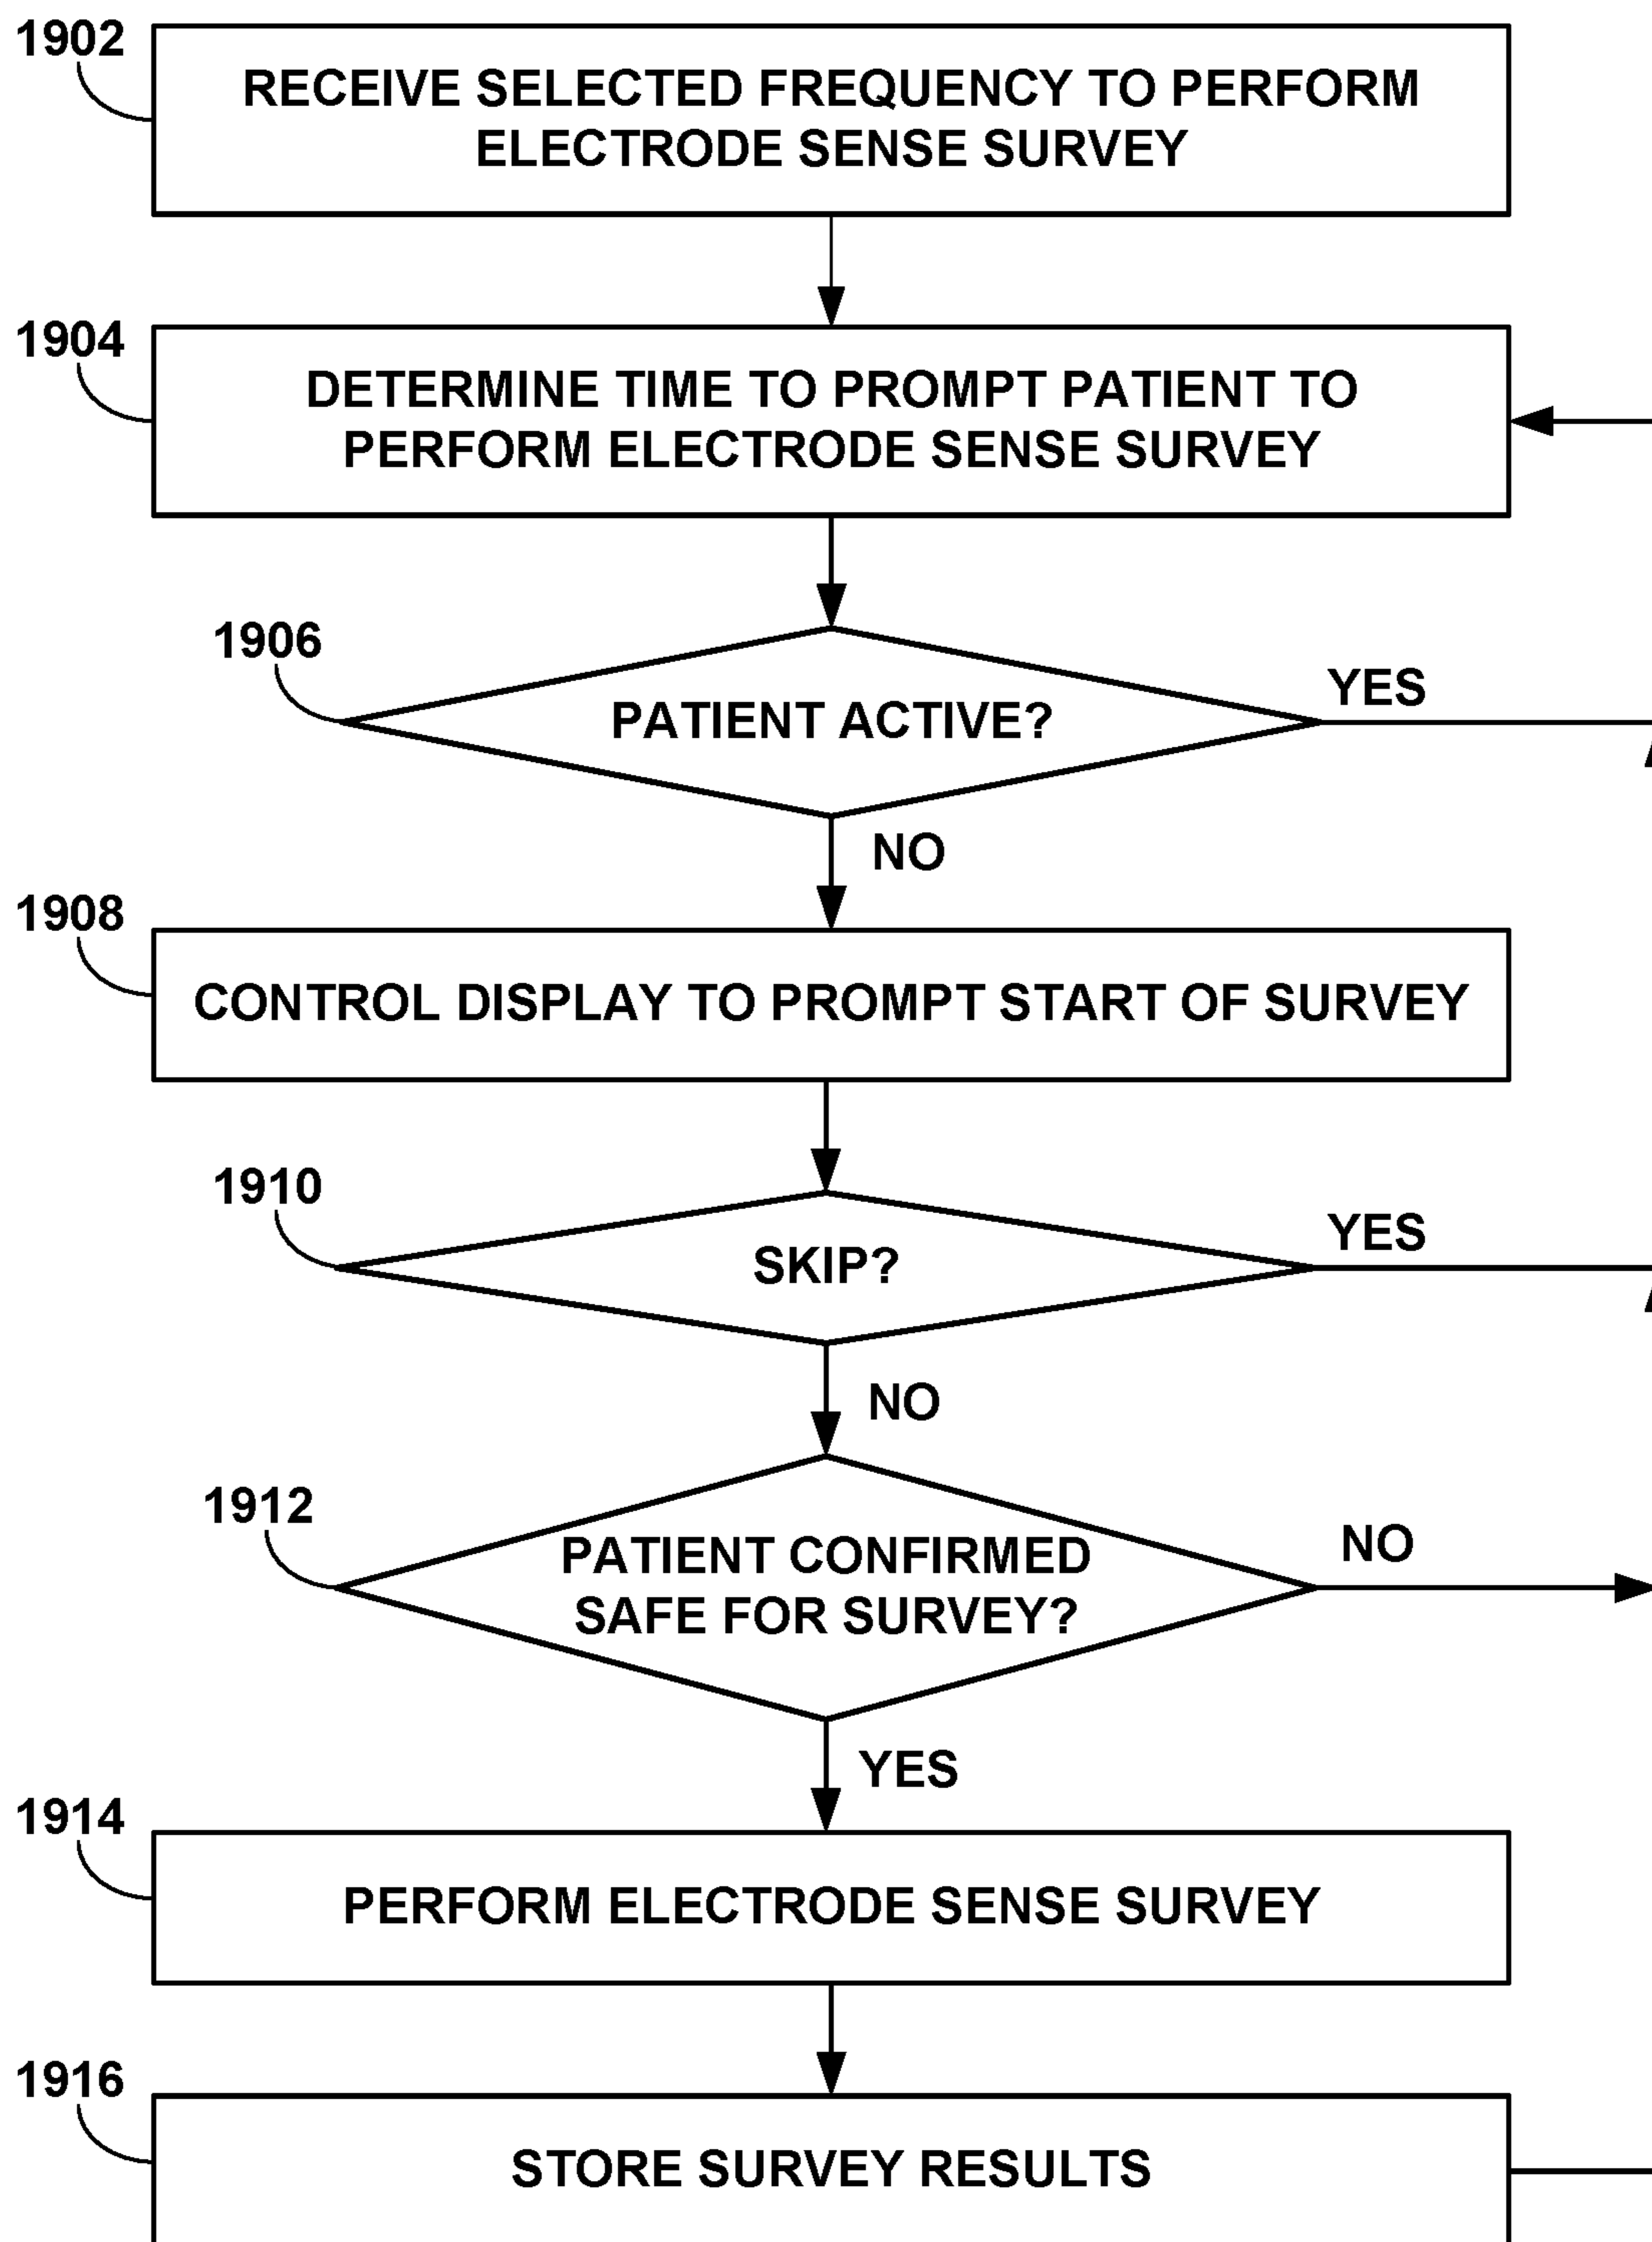 1902
RECEIVE SELECTED FREQUENCY TO PERFORM
ELECTRODE SENSE SURVEY
1904
DETERMINE TIME TO PROMPT PATIENT TO
PERFORM ELECTRODE SENSE SURVEY
1906
PATIENT ACTIVE?
YES
NO
1908
CONTROL DISPLAY TO PROMPT START OF SURVEY
1910
SKIP?
YES
NO
1912
PATIENT CONFIRMED
SAFE FOR SURVEY?
NO
YES
1914
PERFORM ELECTRODE SENSE SURVEY
1916
STORE SURVEY RESULTS